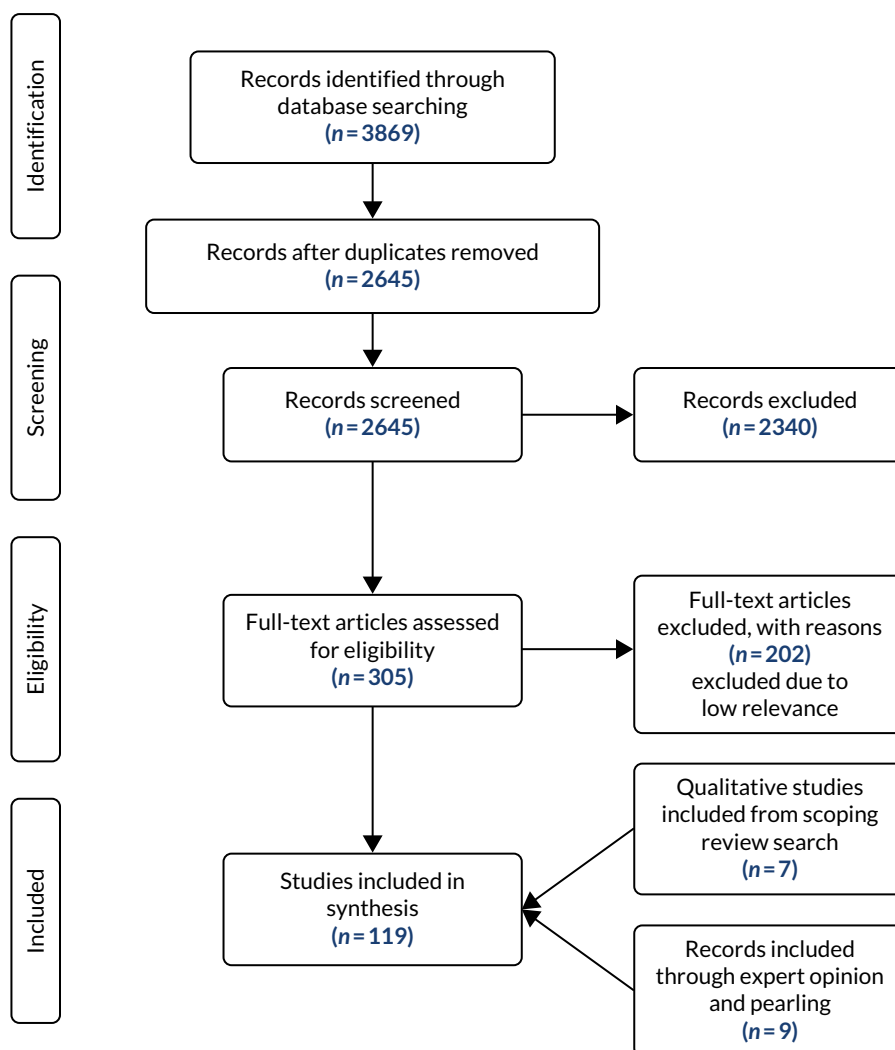 Identification
Records identified through
database searching
(n=3869)
Records after duplicates removed
(n=2645)
Screening
Records screened
(n=2645)
Records excluded
(n=2340)
Eligibility
Full-text articles assessed
for eligibility
(n=305)
Full-text articles
excluded, with reasons
(n=202)
excluded due to
low relevance
Included
Qualitative studies
included from scoping
review search
(n=7)
Studies included in
synthesis
(n=119)
Records included
through expert opinion
and pearling
(n=9)